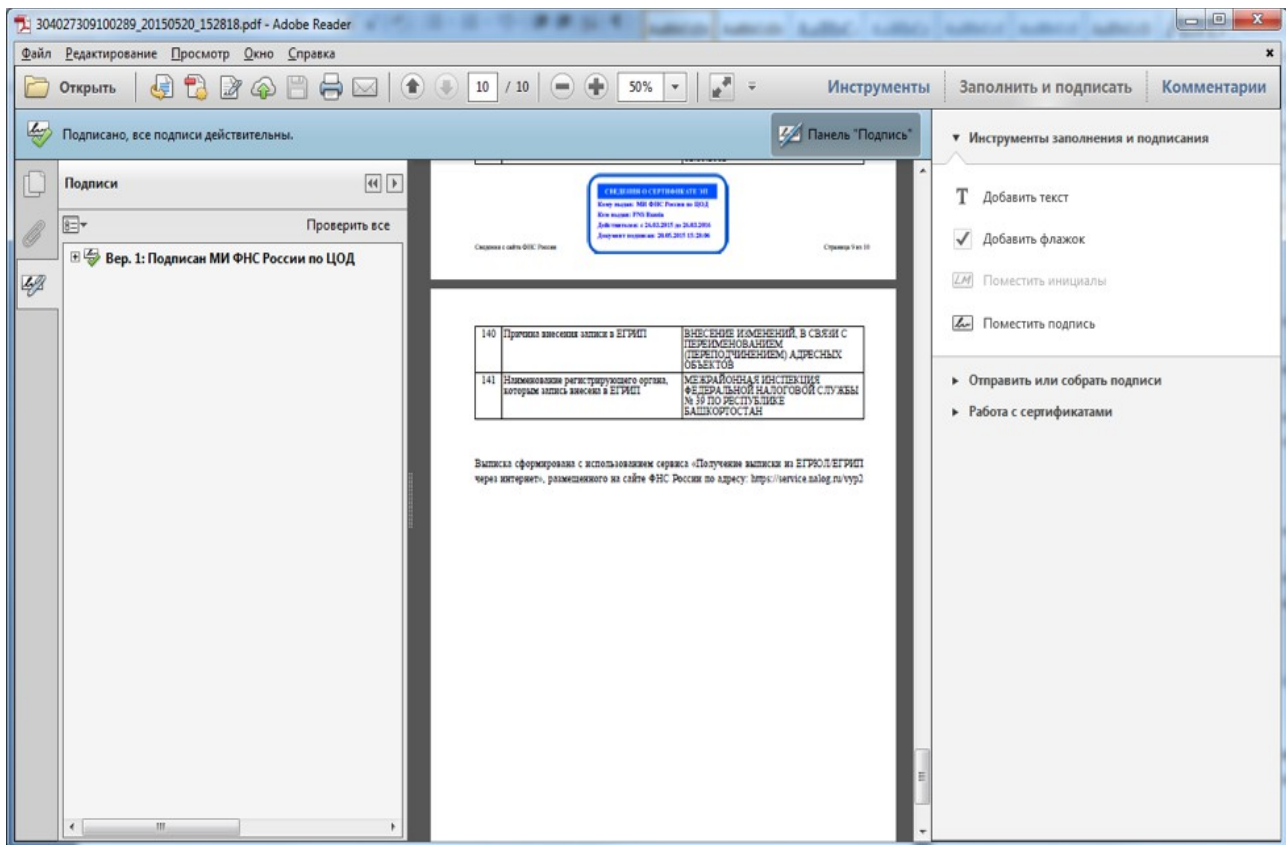 304027309100289_20150520_152818.pdf - Adobe Reader
Файл Редактирование Просмотр Окно Справка
Открыть 10 / 10 50% Инструменты Заполнить и подписать Комментарии
Подписано, все подписи действительны.
Панель "Подпись"
Подписи
Проверить все
Вер. 1: Подписан МИ ФНС России по ЦОД
СВЕДЕНИЯ О СЕРТИФИКАТЕ ЭП
Кому выдан: МИ ФНС России по ЦОД
Кем выдан: FNS Russia
Действителен: с 26.03.2015 до 26.03.2016
Документ подписан: 20.05.2015 15:28:06
Сведения с сайта ФНС России
Страница 9 из 10
140 Причина внесения записи в ЕГРИП ВНЕСЕНИЕ ИЗМЕНЕНИЙ, В СВЯЗИ С
ПЕРЕИМЕНОВАНИЕМ
(ПЕРЕПОДЧИНЕНИЕМ) АДРЕСНЫХ
ОБЪЕКТОВ
141 Наименование регистрирующего органа, МЕЖРАЙОННАЯ ИНСПЕКЦИЯ
которым запись внесена в ЕГРИП ФЕДЕРАЛЬНОЙ НАЛОГОВОЙ СЛУЖБЫ
№ 39 ПО РЕСПУБЛИКЕ
БАШКОРТОСТАН
Выписка сформирована с использованием сервиса «Получение выписки из ЕГРЮЛ/ЕГРИП
через интернет», размещенного на сайте ФНС России по адресу: https://service.nalog.ru/vyp2
Инструменты заполнения и подписания
Добавить текст
Добавить флажок
Поместить инициалы
Поместить подпись
Отправить или собрать подписи
Работа с сертификатами